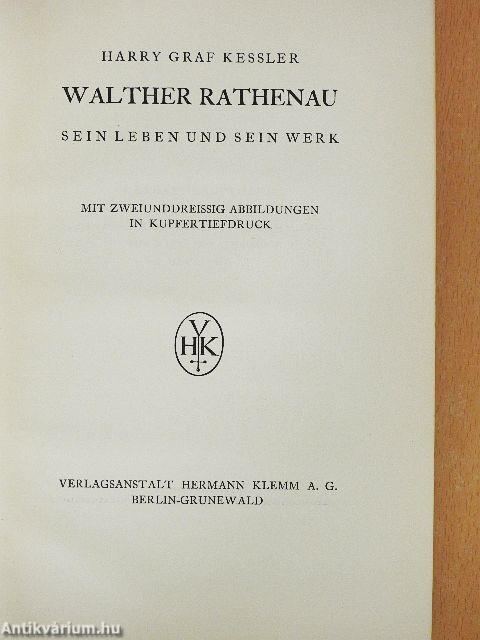 HARRY GRAF KESSLER
WALTHER RATHENAU
SEIN LEBEN UND SEIN WERK
MIT ZWEIUNDDREISSIG ABBILDUNGEN
IN KUPFERTIEFDRUCK
VHK
VERLAGSANSTALT HERMANN KLEMM A. G.
BERLIN-GRUNEWALD
Antikvárium.hu